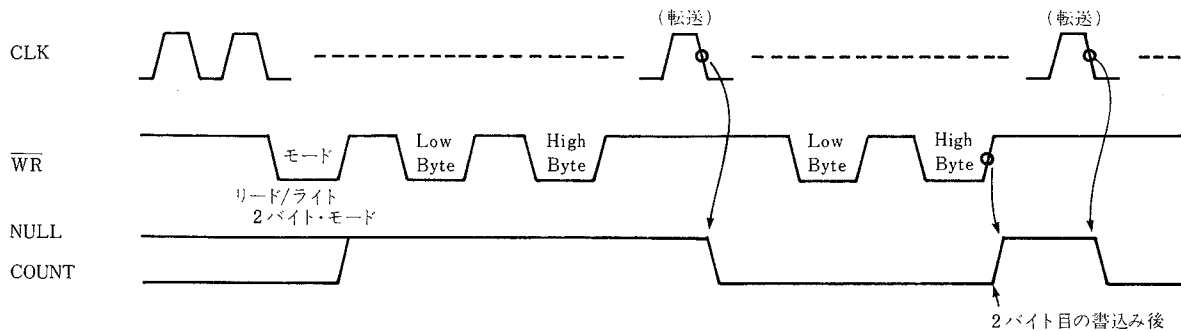 (転送)
(転送)
CLK
WR
モード
Low
Byte
High
Byte
Low
Byte
High
Byte
リード/ライト
2バイト・モード
NULL
COUNT
2バイト目の書込み後